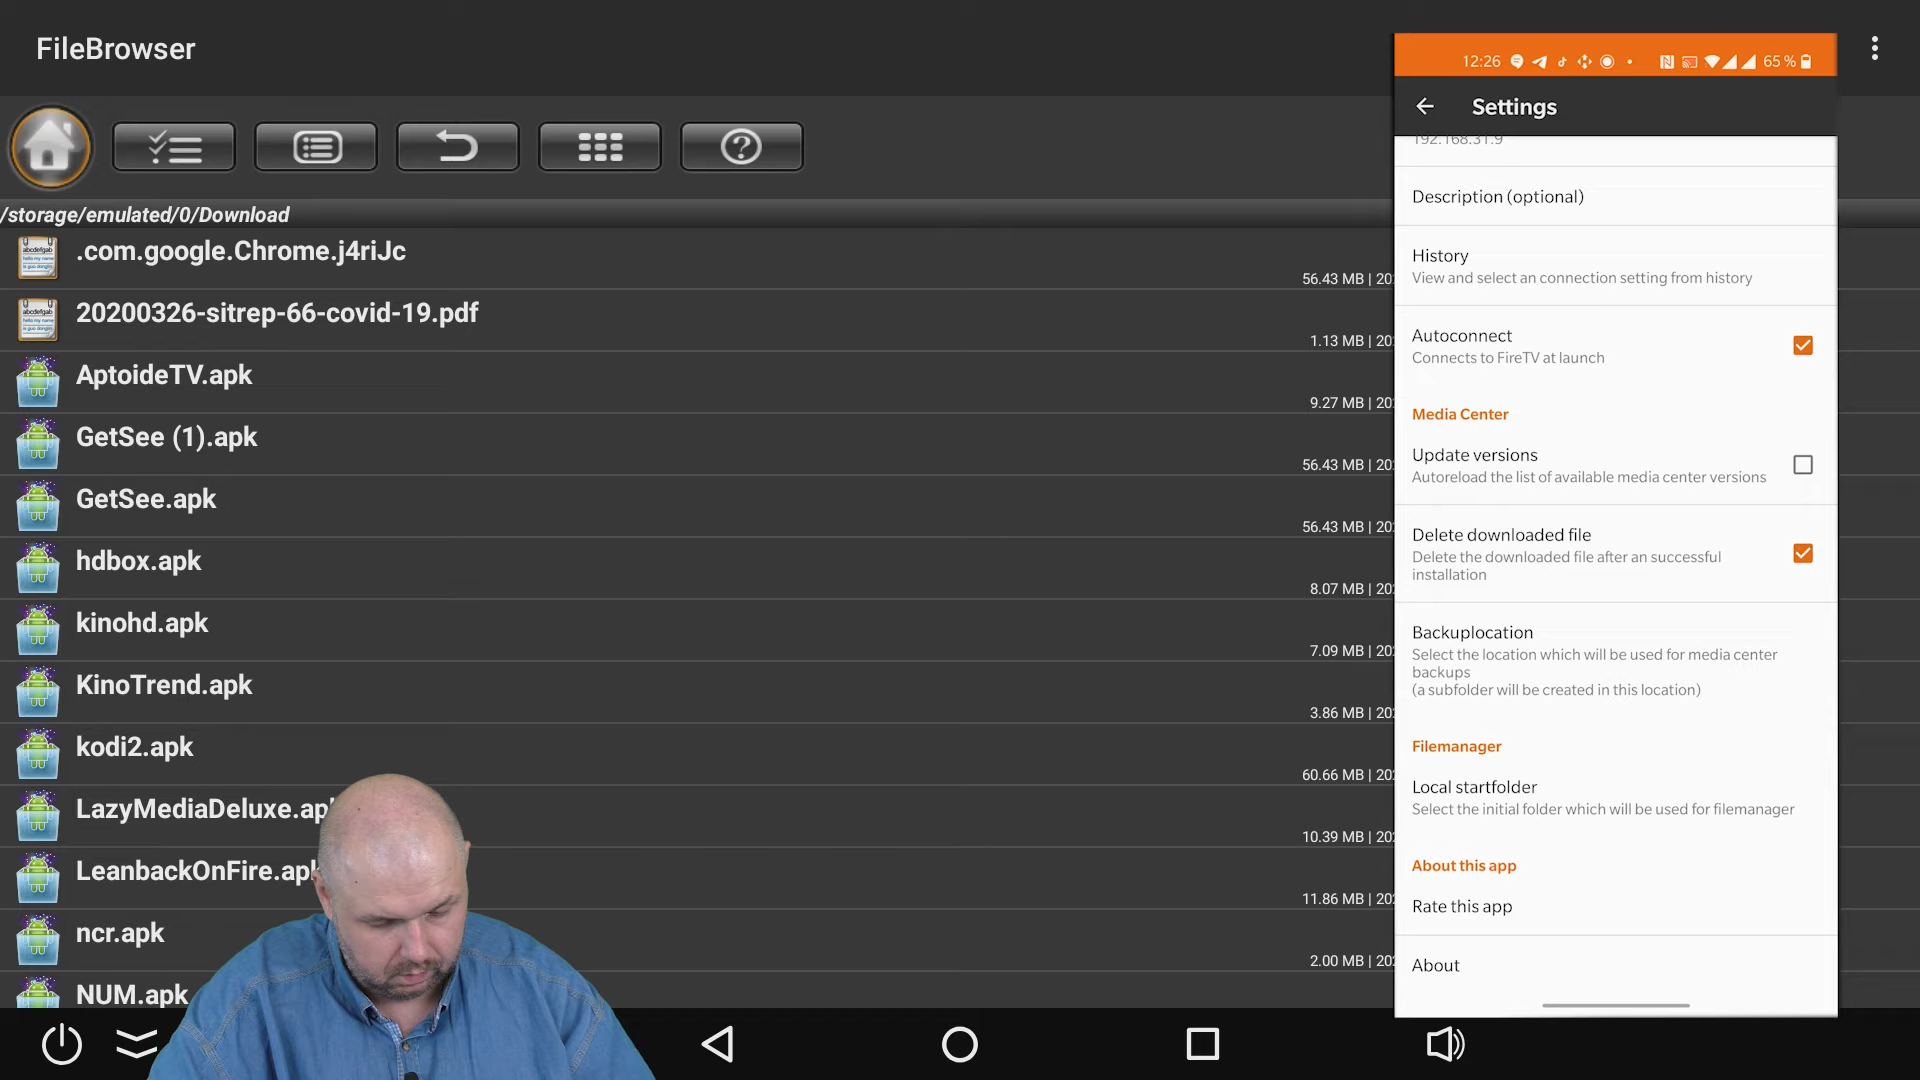 FileBrowser
/storage/emulated/0/Download
.com.google.Chrome.j4riJc
56.43 MB | 20
20200326-sitrep-66-covid-19.pdf
1.13 MB | 20
AptoideTV.apk
9.27 MB | 20
GetSee (1).apk
56.43 MB | 20
GetSee.apk
56.43 MB | 20
hdbox.apk
8.07 MB | 20
kinohd.apk
7.09 MB | 20
KinoTrend.apk
3.86 MB | 20
kodi2.apk
60.66 MB | 20
LazyMediaDeluxe.ap
10.39 MB | 20
LeanbackOnFire.ap
11.86 MB | 20
ncr.apk
2.00 MB | 20
NUM.apk
12:26 65 %
Settings
192.168.31.9
Description (optional)
History
View and select an connection setting from history
Autoconnect
Connects to FireTV at launch
Media Center
Update versions
Autoreload the list of available media center versions
Delete downloaded file
Delete the downloaded file after an successful
installation
Backuplocation
Select the location which will be used for media center
backups
(a subfolder will be created in this location)
Filemanager
Local startfolder
Select the initial folder which will be used for filemanager
About this app
Rate this app
About